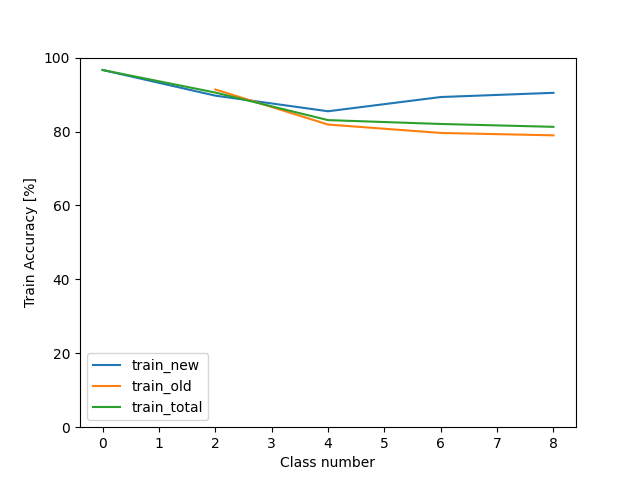 100
80
60
40
20
0
Train Accuracy [%]
train_new
train_old
train_total
0 1 2 3 4 5 6 7 8
Class number